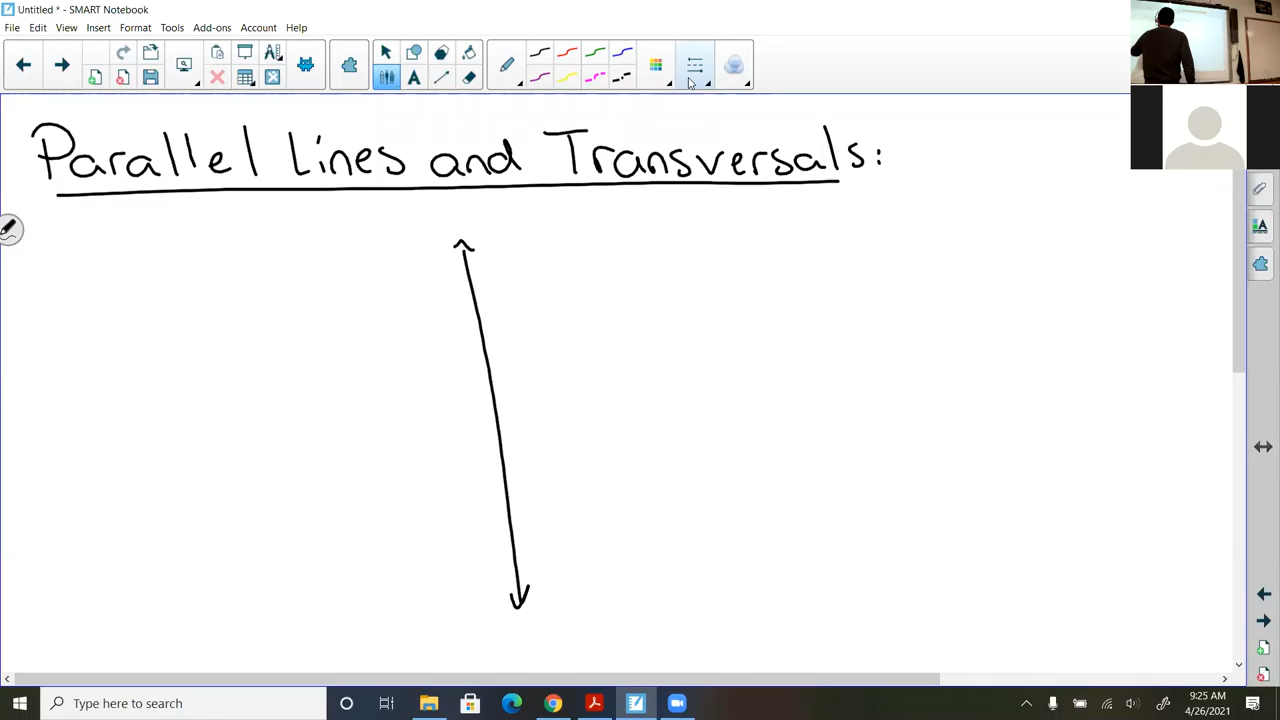 Untitled * - SMART Notebook
File Edit View Insert Format Tools Add-ons Account Help
Parallel Lines and Transversals:
Type here to search
9:25 AM
4/26/2021